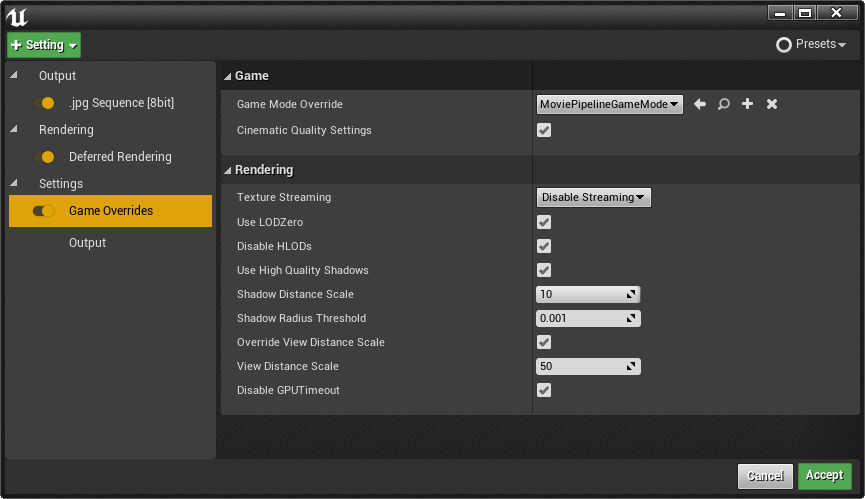 Setting
Presets
Output
.jpg Sequence [8bit]
Rendering
Deferred Rendering
Settings
Game Overrides
Output
Game
Game Mode Override MoviePipelineGameMode
Cinematic Quality Settings
Rendering
Texture Streaming Disable Streaming
Use LODZero
Disable HLODs
Use High Quality Shadows
Shadow Distance Scale 10
Shadow Radius Threshold 0.001
Override View Distance Scale
View Distance Scale 50
Disable GPUTimeout
Cancel Accept